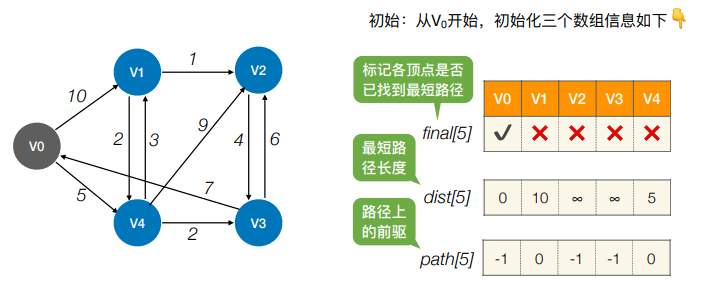 初始：从V₀开始，初始化三个数组信息如下👇
1
V1
V2
10
2
3
9
4
6
V0
5
7
V4
2
V3
标记各顶点是否
已找到最短路径
V0 V1 V2 V3 V4
final[5] ✔ ❌ ❌ ❌ ❌
最短路
径长度
dist[5] 0 10 ∞ ∞ 5
路径上
的前驱
path[5] -1 0 -1 -1 0